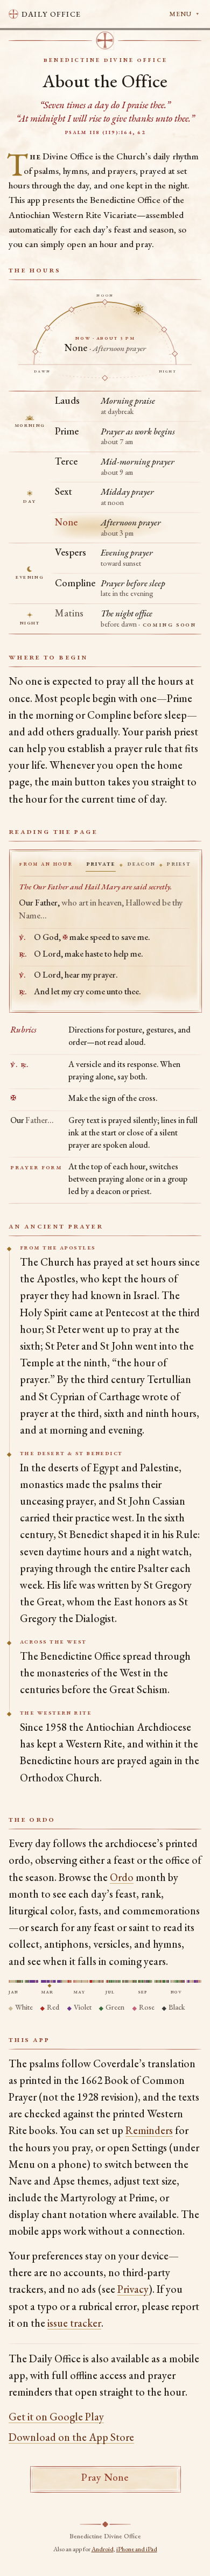 DAILY OFFICE
MENU
BENEDICTINE DIVINE OFFICE
About the Office
“Seven times a day I do praise thee.”
“At midnight I will rise to give thanks unto thee.”
PSALM 118 (119):164, 62
THE Divine Office is the Church’s daily rhythm
of psalms, hymns, and prayers, prayed at set
hours through the day, and once kept in the night.
This app presents the Benedictine Office of the
Antiochian Western Rite Vicariate—assembled
automatically for each day’s feast and season, so
you can simply open an hour and pray.
THE HOURS
NOON
NOW · ABOUT 2 PM
None · Afternoon prayer
DAWN
NIGHT
MORNING
Lauds
Morning praise
at daybreak
Prime
Prayer as work begins
about 7 am
DAY
Terce
Mid-morning prayer
about 9 am
Sext
Midday prayer
at noon
None
Afternoon prayer
about 3 pm
EVENING
Vespers
Evening prayer
toward sunset
Compline
Prayer before sleep
late in the evening
NIGHT
Matins
The night office
before dawn · COMING SOON
WHERE TO BEGIN
No one is expected to pray all the hours at
once. Most people begin with one—Prime
in the morning or Compline before sleep—
and add others gradually. Your parish priest
can help you establish a prayer rule that fits
your life. Whenever you open the home
page, the main button takes you straight to
the hour for the current time of day.
READING THE PAGE
FROM AN HOUR
PRIVATE
DEACON
PRIEST
The Our Father and Hail Mary are said secretly.
Our Father, who art in heaven, Hallowed be thy
Name…
℣. O God, ✠ make speed to save me.
℟. O Lord, make haste to help me.
℣. O Lord, hear my prayer.
℟. And let my cry come unto thee.
Rubrics
Directions for posture, gestures, and
order—not read aloud.
℣. ℟.
A versicle and its response. When
praying alone, say both.
✠
Make the sign of the cross.
Our Father…
Grey text is prayed silently; lines in full
ink at the start or close of a silent
prayer are spoken aloud.
PRAYER FORM
At the top of each hour, switches
between praying alone or in a group
led by a deacon or priest.
AN ANCIENT PRAYER
FROM THE APOSTLES
The Church has prayed at set hours since
the Apostles, who kept the hours of
prayer they had known in Israel. The
Holy Spirit came at Pentecost at the third
hour; St Peter went up to pray at the
sixth; St Peter and St John went into the
Temple at the ninth, “the hour of
prayer.” By the third century Tertullian
and St Cyprian of Carthage wrote of
prayer at the third, sixth and ninth hours,
and at morning and evening.
THE DESERT & ST BENEDICT
In the deserts of Egypt and Palestine,
monastics made the psalms their
unceasing prayer, and St John Cassian
carried their practice west. In the sixth
century, St Benedict shaped it in his Rule:
seven daytime hours and a night watch,
praying through the entire Psalter each
week. His life was written by St Gregory
the Great, whom the East honors as St
Gregory the Dialogist.
ACROSS THE WEST
The Benedictine Office spread through
the monasteries of the West in the
centuries before the Great Schism.
THE WESTERN RITE
Since 1958 the Antiochian Archdiocese
has kept a Western Rite, and within it the
Benedictine hours are prayed again in the
Orthodox Church.
THE ORDO
Every day follows the archdiocese’s printed
ordo, observing either a feast or the office of
the season. Browse the Ordo month by
month to see each day’s feast, rank,
liturgical color, fasts, and commemorations
—or search for any feast or saint to read its
collect, antiphons, versicles, and hymns,
and see when it falls in coming years.
JAN
MAR
MAY
JUL
SEP
NOV
White
Red
Violet
Green
Rose
Black
THIS APP
The psalms follow Coverdale’s translation
as printed in the 1662 Book of Common
Prayer (not the 1928 revision), and the texts
are checked against the printed Western
Rite books. You can set up Reminders for
the hours you pray, or open Settings (under
Menu on a phone) to switch between the
Nave and Apse themes, adjust text size,
include the Martyrology at Prime, or
display chant notation where available. The
mobile apps work without a connection.
Your preferences stay on your device—
there are no accounts, no third-party
trackers, and no ads (see Privacy). If you
spot a typo or a rubrical error, please report
it on the issue tracker.
The Daily Office is also available as a mobile
app, with full offline access and prayer
reminders that open straight to the hour.
Get it on Google Play
Download on the App Store
Pray None
Benedictine Divine Office
Also an app for Android, iPhone and iPad